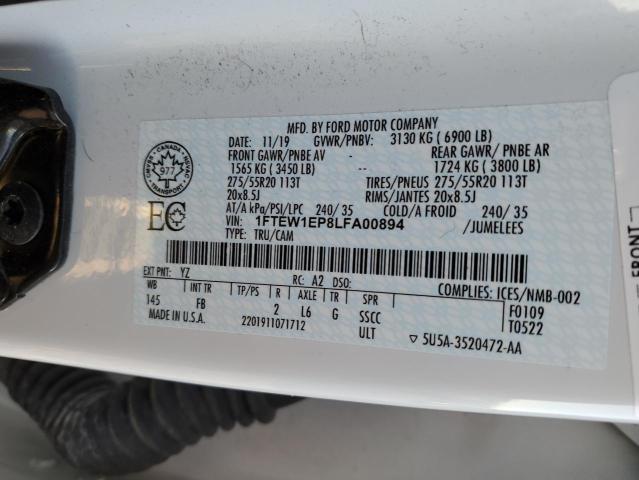 MFD. BY FORD MOTOR COMPANY
DATE: 11/19 GVWR/PNBV: 3130 KG ( 6900 LB)
FRONT GAWR/PNBE AV REAR GAWR/ PNBE AR
1565 KG ( 3450 LB) -- 1724 KG ( 3800 LB)
275/55R20 113T TIRES/PNEUS 275/55R20 113T
20x8.5J RIMS/JANTES 20x8.5J
AT/A kPa/PSI/LPC 240/ 35 COLD/A FROID 240/ 35
VIN: 1FTEW1EP8LFA00894 /JUMELEES
TYPE: TRU/CAM
CANADA
977
TRANSPORT
EC
EXT PNT: YZ RC: A2 DSO: COMPLIES: ICES/NMB-002
WB INT TR TP/PS R AXLE TR SPR F0109
145 FB 2 L6 G SSCC T0522
MADE IN U.S.A. 2201911071712 ULT ▽ 5U5A-3520472-AA